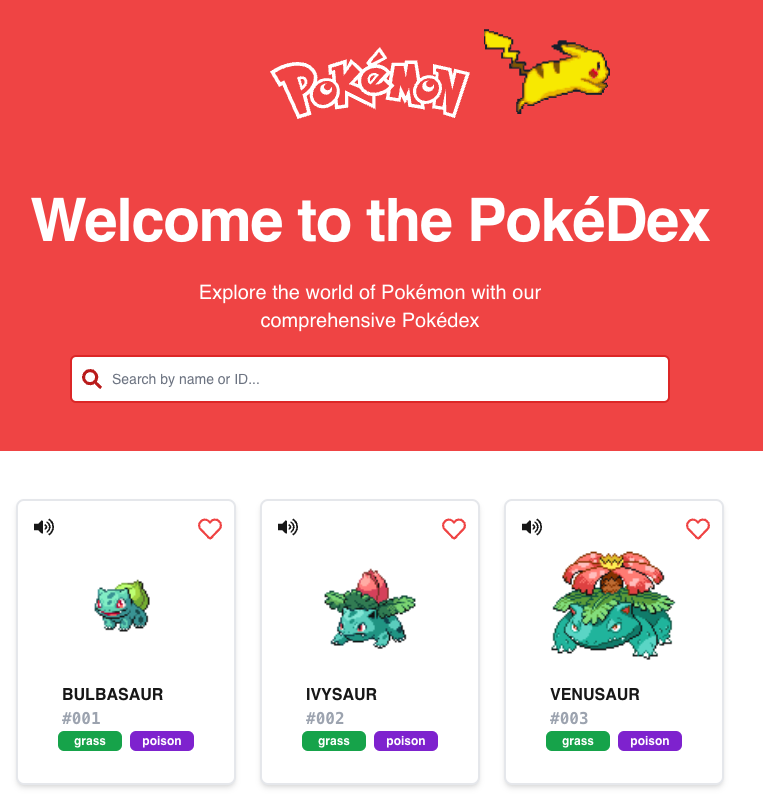 POKéMON
Welcome to the PokéDex
Explore the world of Pokémon with our
comprehensive Pokédex
Search by name or ID...
BULBASAUR
#001
grass poison
IVYSAUR
#002
grass poison
VENUSAUR
#003
grass poison